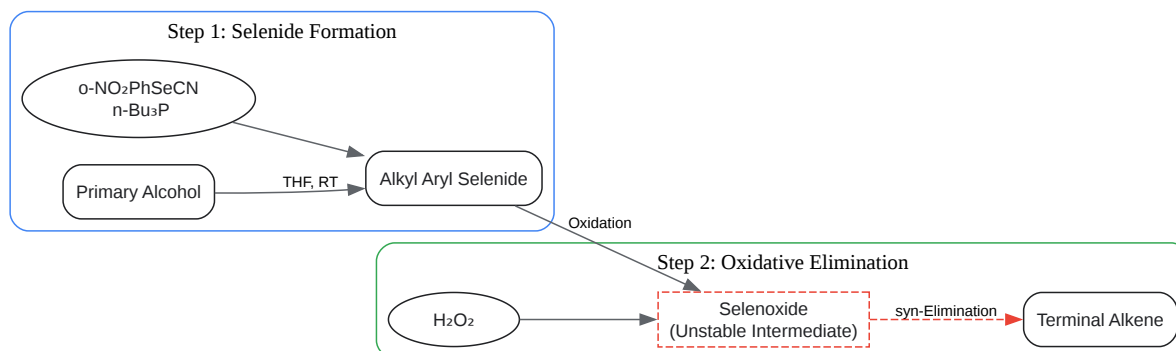 Step 1: Selenide Formation
o-NO₂PhSeCN
n-Bu₃P
Primary Alcohol
THF, RT
Alkyl Aryl Selenide
Oxidation
Step 2: Oxidative Elimination
H₂O₂
Selenoxide
(Unstable Intermediate)
syn-Elimination
Terminal Alkene